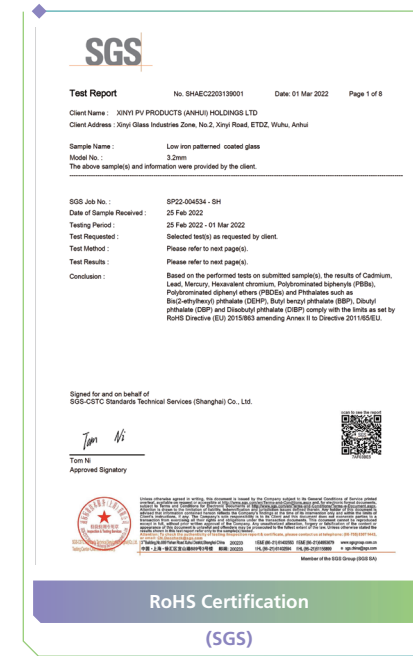 SGS
Test Report No. SHAEC2203139001 Date: 01 Mar 2022 Page 1 of 8
Client Name : XINYI PV PRODUCTS (ANHUI) HOLDINGS LTD
Client Address : Xinyi Glass Industries Zone, No.2, Xinyi Road, ETDZ, Wuhu, Anhui
Sample Name : Low iron patterned coated glass
Model No. : 3.2mm
The above sample(s) and information were provided by the client.
SGS Job No. : SP22-004534 - SH
Date of Sample Received : 25 Feb 2022
Testing Period : 25 Feb 2022 - 01 Mar 2022
Test Requested : Selected test(s) as requested by client.
Test Method : Please refer to next page(s).
Test Results : Please refer to next page(s).
Conclusion : Based on the performed tests on submitted sample(s), the results of Cadmium,
Lead, Mercury, Hexavalent chromium, Polybrominated biphenyls (PBBs),
Polybrominated diphenyl ethers (PBDEs) and Phthalates such as
Bis(2-ethylhexyl) phthalate (DEHP), Butyl benzyl phthalate (BBP), Dibutyl
phthalate (DBP) and Diisobutyl phthalate (DIBP) comply with the limits as set by
RoHS Directive (EU) 2015/863 amending Annex II to Directive 2011/65/EU.
Signed for and on behalf of
SGS-CSTC Standards Technical Services (Shanghai) Co., Ltd.
scan to see the report
Tom Ni
Tom Ni
Approved Signatory
Member of the SGS Group (SGS SA)
RoHS Certification
(SGS)